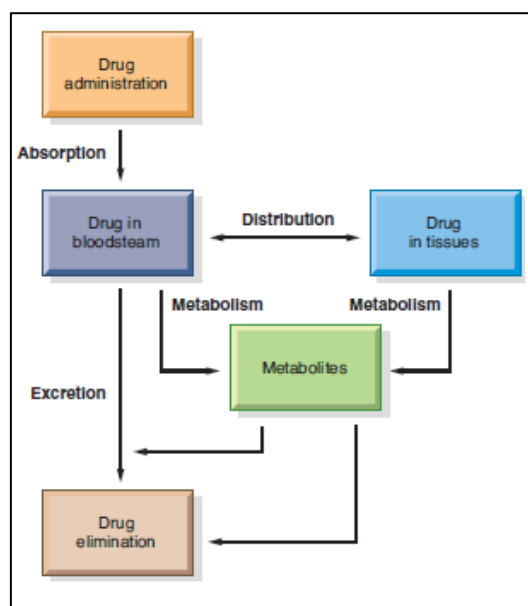 Drug
administration
Absorption
Drug in
bloodsteam
Distribution
Drug
in tissues
Metabolism
Metabolism
Metabolites
Excretion
Drug
elimination